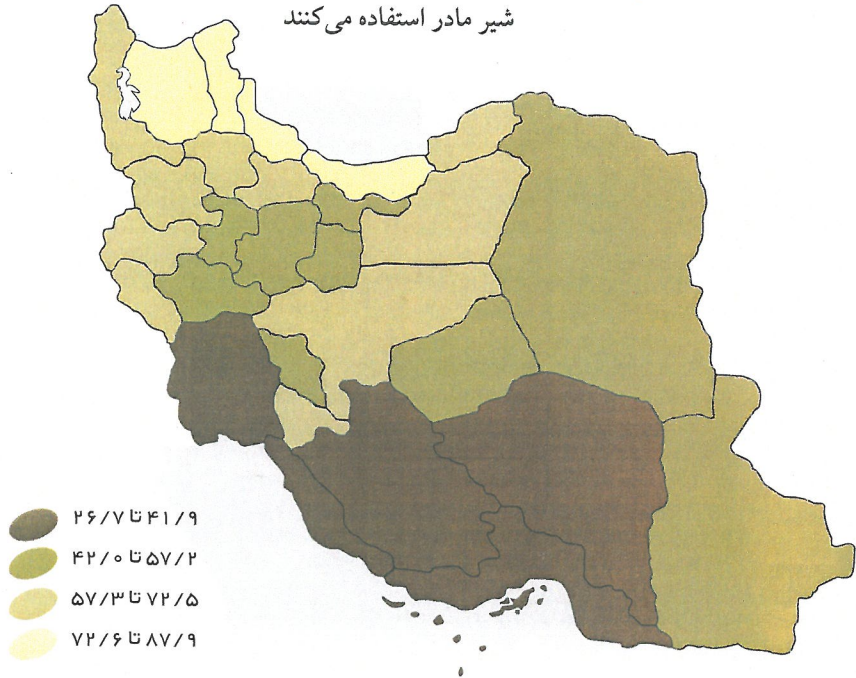 شیر مادر استفاده می‌کنند
۲۶/۷ تا ۴۱/۹
۴۲/۰ تا ۵۷/۲
۵۷/۳ تا ۷۲/۵
۷۲/۶ تا ۸۷/۹